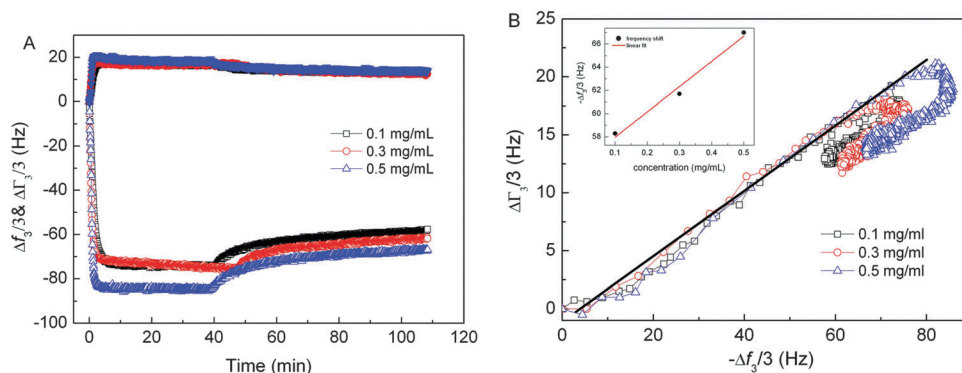 A
Δf3/3& ΔΓ3/3 (Hz)
40
20
0
-20
-40
-60
-80
-100
0.1 mg/mL
0.3 mg/mL
0.5 mg/mL
0 20 40 60 80 100 120
Time (min)
B
ΔΓ3/3 (Hz)
25
20
15
10
5
0
frequency shift
linear fit
-Δf3/3 (Hz)
66
64
62
60
58
0.1 0.2 0.3 0.4 0.5
concentration (mg/mL)
0.1 mg/ml
0.3 mg/ml
0.5 mg/ml
0 20 40 60 80
-Δf3/3 (Hz)